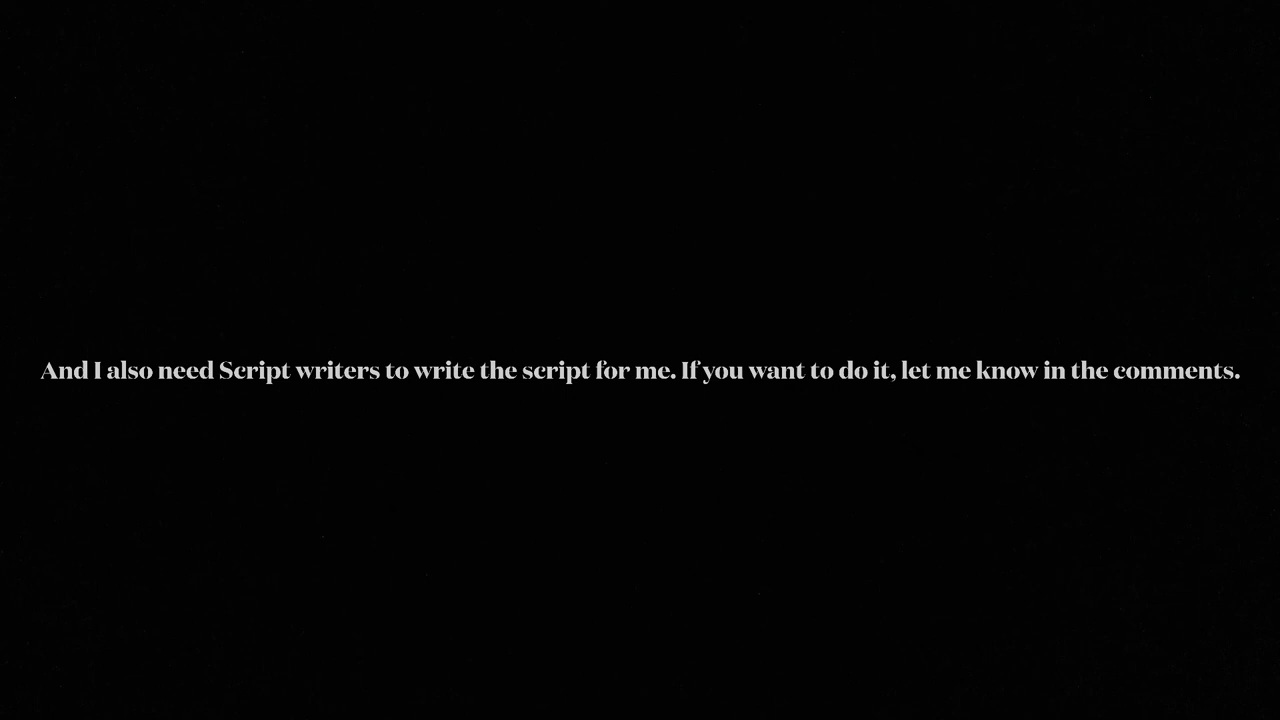 And I also need Script writers to write the script for me. If you want to do it, let me know in the comments.